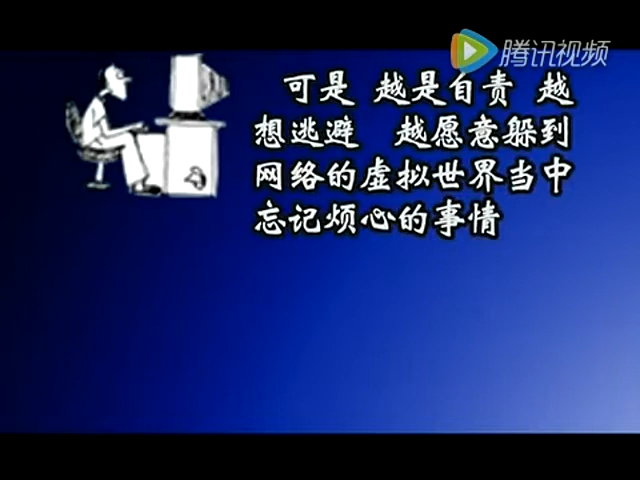 腾讯视频
可是 越是自责 越
想逃避 越愿意躲到
网络的虚拟世界当中
忘记烦心的事情